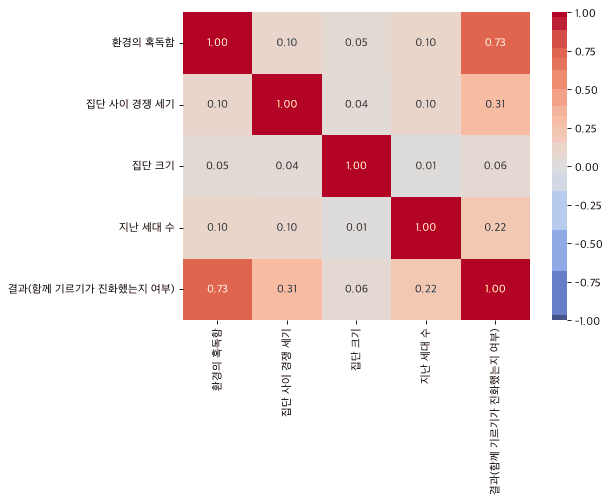 환경의 혹독함 1.00 0.10 0.05 0.10 0.73
집단 사이 경쟁 세기 0.10 1.00 0.04 0.10 0.31
집단 크기 0.05 0.04 1.00 0.01 0.06
지난 세대 수 0.10 0.10 0.01 1.00 0.22
결과(함께 기르기가 진화했는지 여부) 0.73 0.31 0.06 0.22 1.00
환경의 혹독함
집단 사이 경쟁 세기
집단 크기
지난 세대 수
결과(함께 기르기가 진화했는지 여부)
1.00
0.75
0.50
0.25
0.00
-0.25
-0.50
-0.75
-1.00